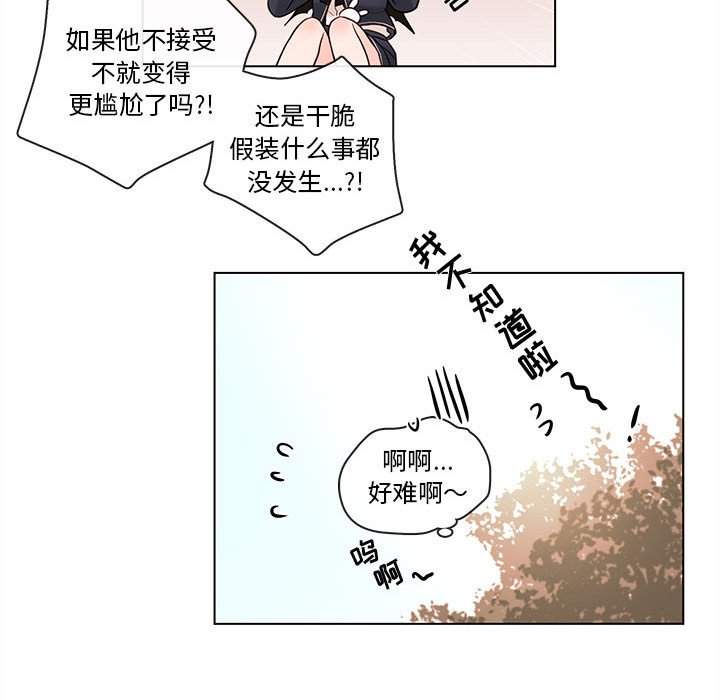 如果他不接受
不就变得
更尴尬了吗?!
还是干脆
假装什么事都
没发生...?!
我不知道啦~
啊啊...
好难啊~
呜啊~